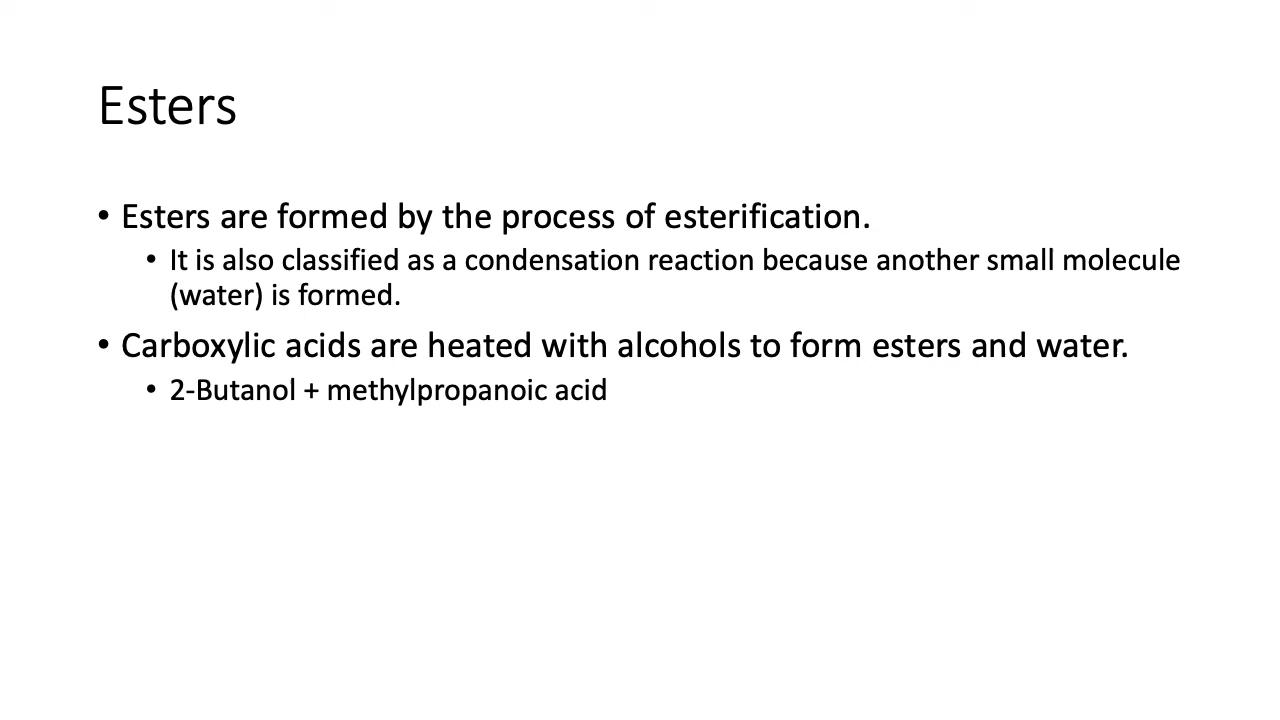 Esters
• Esters are formed by the process of esterification.
• It is also classified as a condensation reaction because another small molecule
(water) is formed.
• Carboxylic acids are heated with alcohols to form esters and water.
• 2-Butanol + methylpropanoic acid